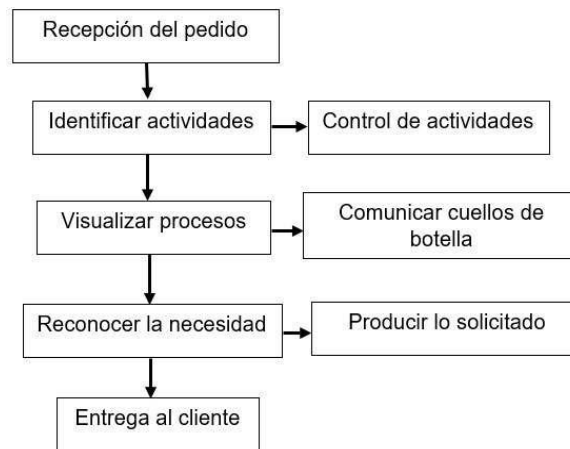 Recepción del pedido
Identificar actividades
Control de actividades
Visualizar procesos
Comunicar cuellos de
botella
Reconocer la necesidad
Producir lo solicitado
Entrega al cliente